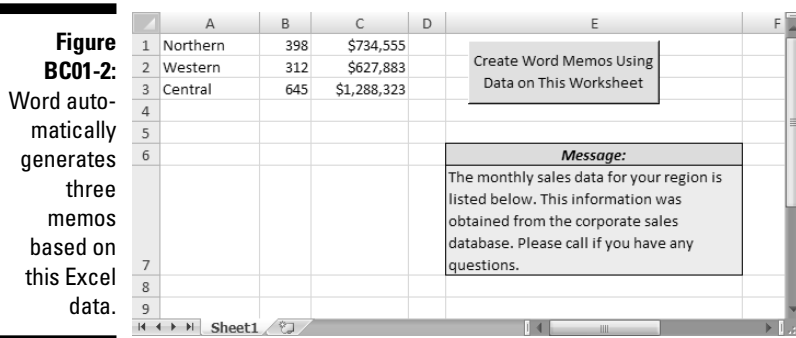 Figure
BC01-2:
Word auto-
matically
generates
three
memos
based on
this Excel
data.
A B C D E F
1 Northern 398 $734,555
2 Western 312 $627,883
3 Central 645 $1,288,323
Create Word Memos Using
Data on This Worksheet
4
5
6 Message:
The monthly sales data for your region is
listed below. This information was
obtained from the corporate sales
database. Please call if you have any
7 questions.
8
9
Sheet1